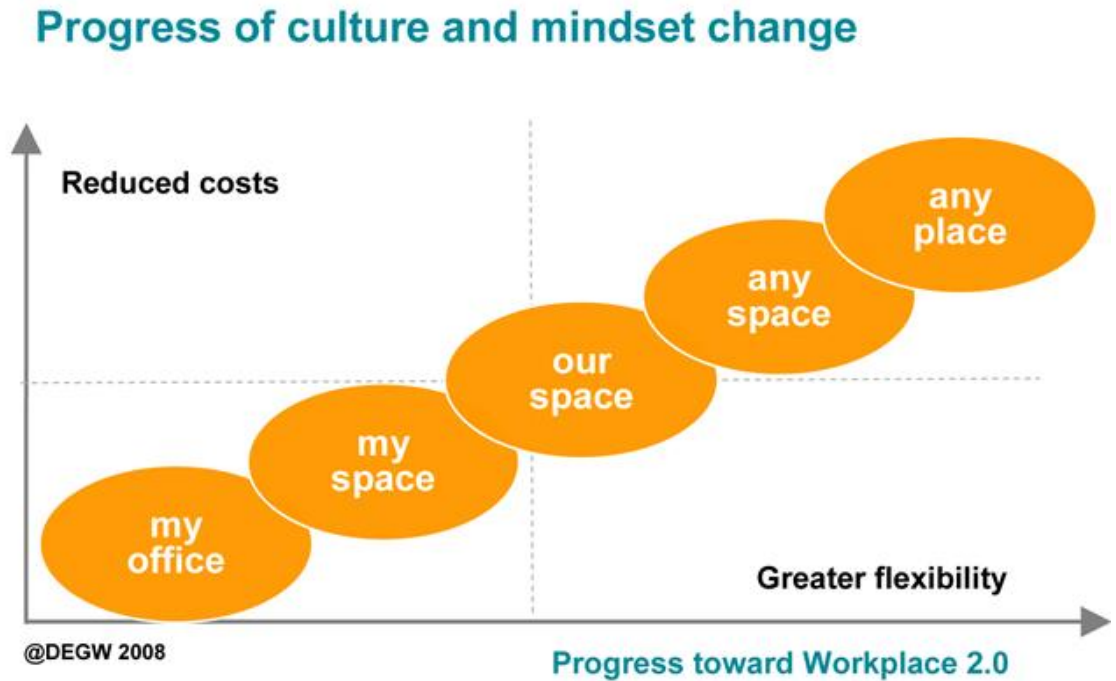 Progress of culture and mindset change
Reduced costs
any
place
any
space
our
space
my
space
my
office
Greater flexibility
@DEGW 2008
Progress toward Workplace 2.0